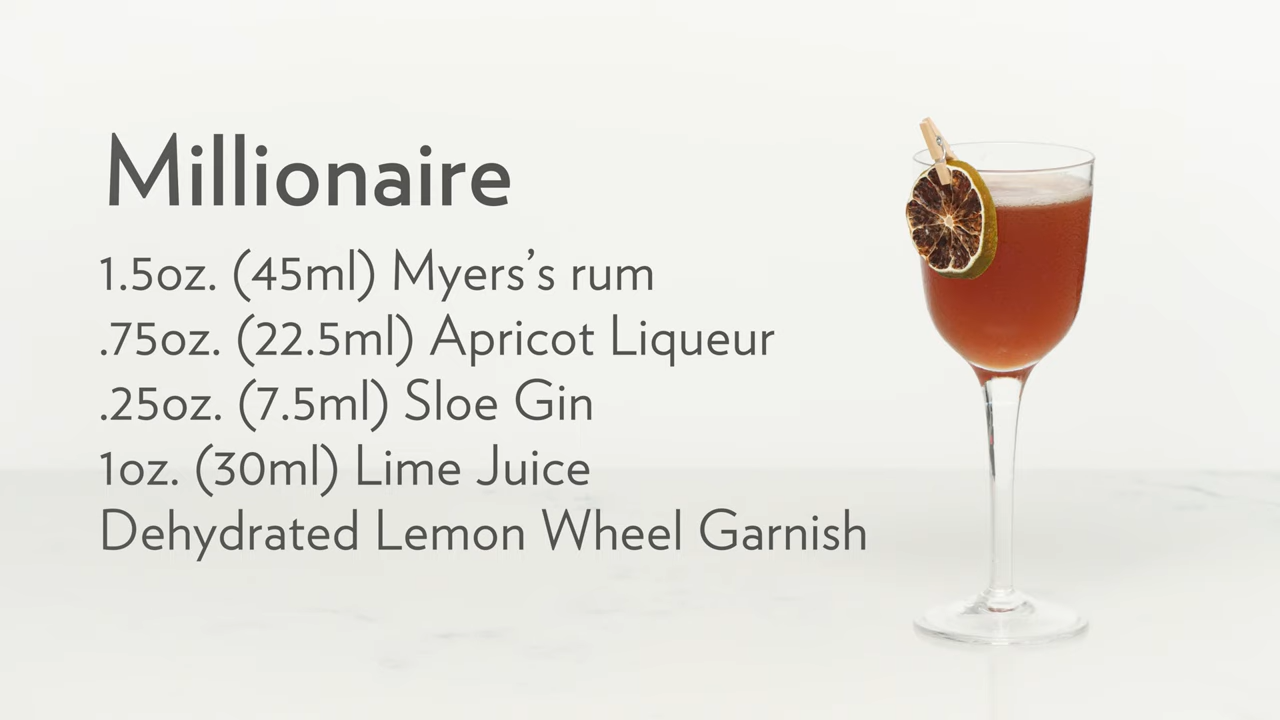 Millionaire
1.5oz. (45ml) Myers’s rum
.75oz. (22.5ml) Apricot Liqueur
.25oz. (7.5ml) Sloe Gin
1oz. (30ml) Lime Juice
Dehydrated Lemon Wheel Garnish